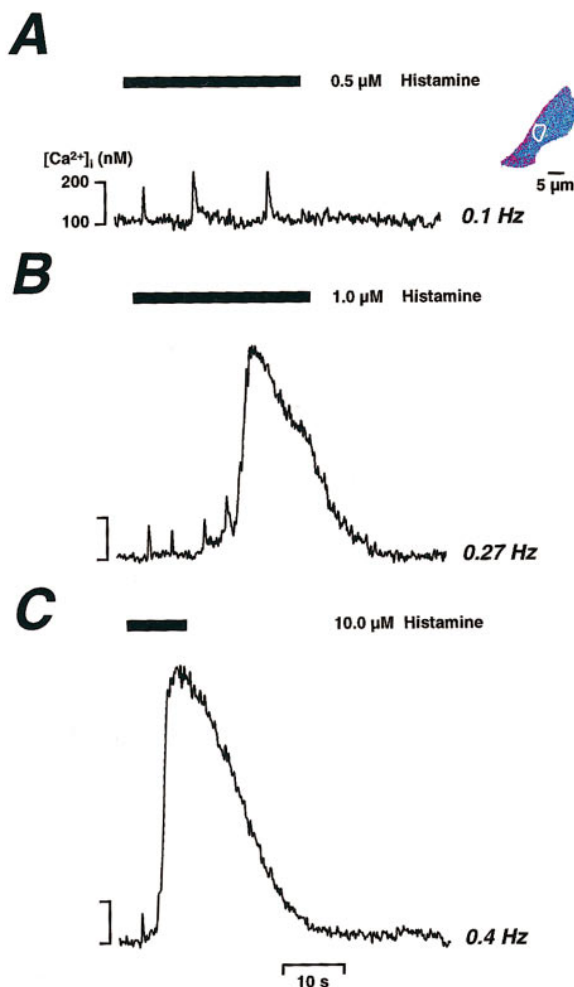 A
0.5 µM Histamine
[Ca²⁺]ᵢ (nM)
200
100
5 µm
0.1 Hz
B
1.0 µM Histamine
0.27 Hz
C
10.0 µM Histamine
0.4 Hz
10 s